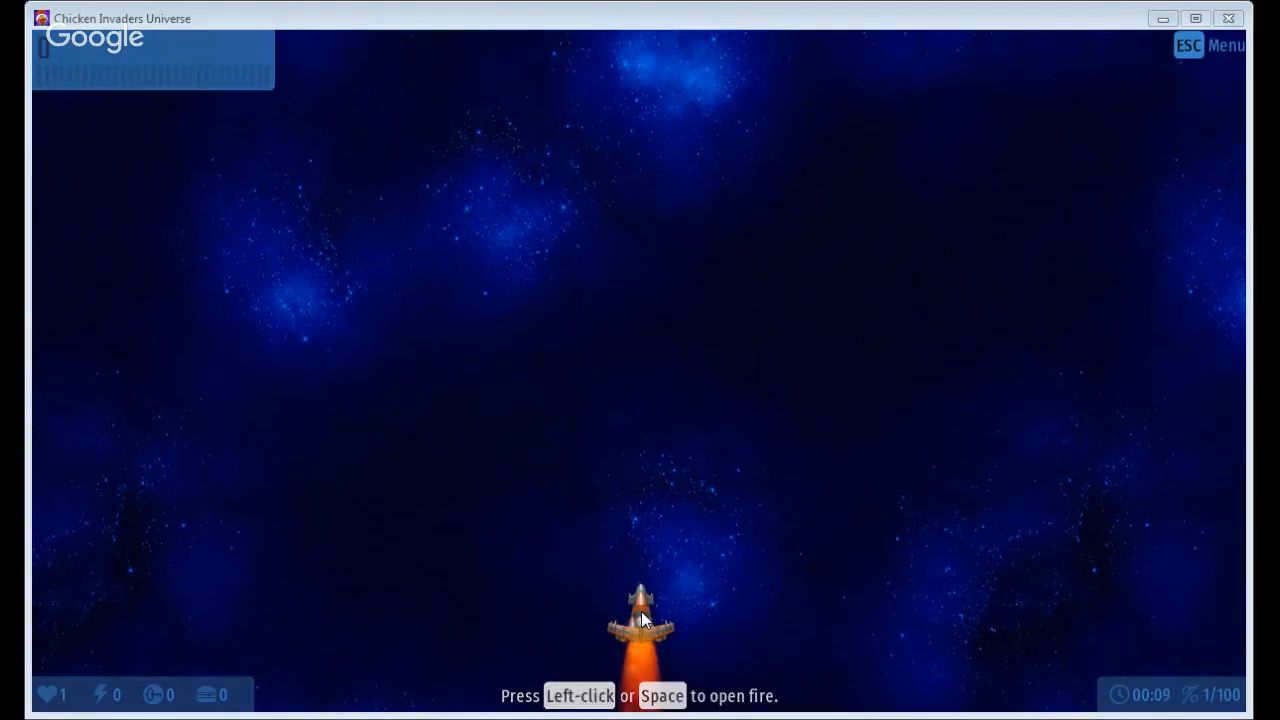 Chicken Invaders Universe
Google
0
ESC Menu
1 0 0 0
Press Left-click or Space to open fire.
00:09 1/100